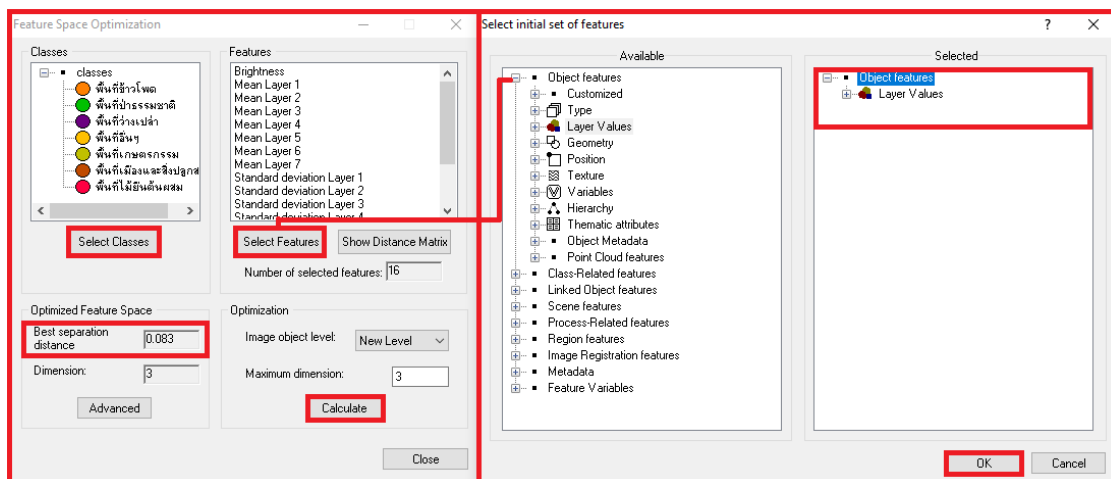 Feature Space Optimization
Classes
classes
พื้นที่ข้าวโพด
พื้นที่ป่าธรรมชาติ
พื้นที่ว่างเปล่า
พื้นที่อื่นๆ
พื้นที่เกษตรกรรม
พื้นที่เมืองและสิ่งปลูกส
พื้นที่ไม้ยืนต้นผสม
Select Classes
Features
Brightness
Mean Layer 1
Mean Layer 2
Mean Layer 3
Mean Layer 4
Mean Layer 5
Mean Layer 6
Mean Layer 7
Standard deviation Layer 1
Standard deviation Layer 2
Standard deviation Layer 3
Standard deviation Layer 4
Select Features
Show Distance Matrix
Number of selected features: 16
Optimized Feature Space
Best separation distance 0.083
Dimension: 3
Advanced
Optimization
Image object level: New Level
Maximum dimension: 3
Calculate
Close
Select initial set of features
?
Available
Object features
Customized
Type
Layer Values
Geometry
Position
Texture
Variables
Hierarchy
Thematic attributes
Object Metadata
Point Cloud features
Class-Related features
Linked Object features
Scene features
Process-Related features
Region features
Image Registration features
Metadata
Feature Variables
Selected
Object features
Layer Values
OK
Cancel